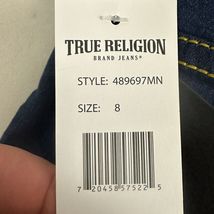 TRUE RELIGION
BRAND JEANS®
STYLE: 489697MN
SIZE: 8
7 20458 57522 5